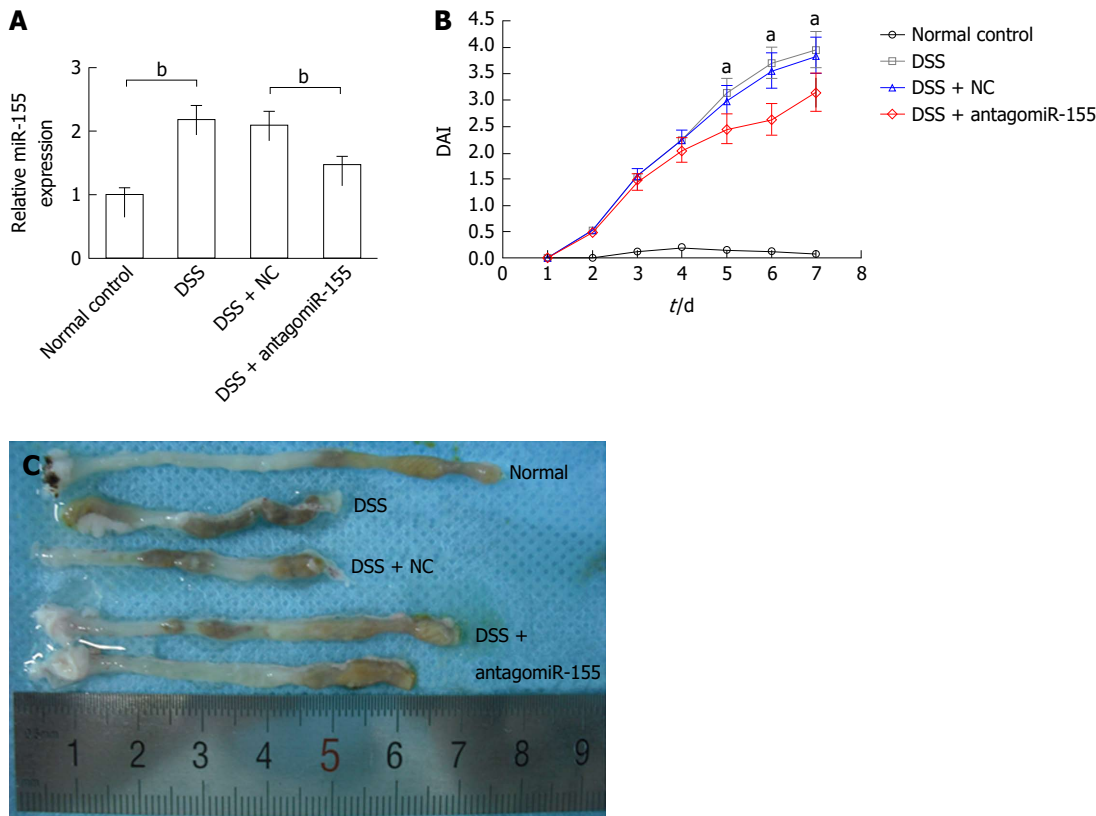 A
Relative miR-155
expression
3
2
1
0
b
b
Normal control
DSS
DSS + NC
DSS + antagomiR-155
B
DAI
4.5
4.0
3.5
3.0
2.5
2.0
1.5
1.0
0.5
0.0
a
a
a
0 1 2 3 4 5 6 7 8
t/d
Normal control
DSS
DSS + NC
DSS + antagomiR-155
C
Normal
DSS
DSS + NC
DSS +
antagomiR-155
0.5mm
1 2 3 4 5 6 7 8 9